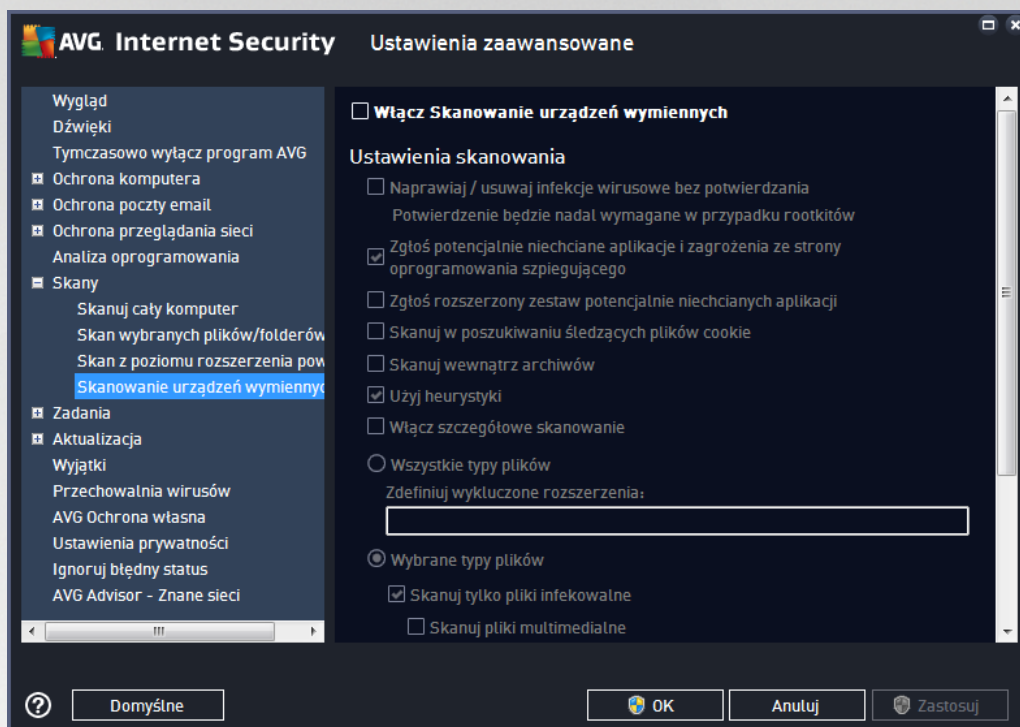 AVG. Internet Security
Ustawienia zaawansowane
Wygląd
Dźwięki
Tymczasowo wyłącz program AVG
Ochrona komputera
Ochrona poczty email
Ochrona przeglądania sieci
Analiza oprogramowania
Skany
Skanuj cały komputer
Skan wybranych plików/folderów
Skan z poziomu rozszerzenia pow
Skanowanie urządzeń wymiennyc
Zadania
Aktualizacja
Wyjątki
Przechowalnia wirusów
AVG Ochrona własna
Ustawienia prywatności
Ignoruj błędny status
AVG Advisor - Znane sieci
Włącz Skanowanie urządzeń wymiennych
Ustawienia skanowania
Naprawiaj / usuwaj infekcje wirusowe bez potwierdzania
Potwierdzenie będzie nadal wymagane w przypadku rootkitów
Zgłoś potencjalnie niechciane aplikacje i zagrożenia ze strony
oprogramowania szpiegującego
Zgłoś rozszerzony zestaw potencjalnie niechcianych aplikacji
Skanuj w poszukiwaniu śledzących plików cookie
Skanuj wewnątrz archiwów
Użyj heurystyki
Włącz szczegółowe skanowanie
Wszystkie typy plików
Zdefiniuj wykluczone rozszerzenia:
Wybrane typy plików
Skanuj tylko pliki infekowalne
Skanuj pliki multimedialne
Domyślne
OK
Anuluj
Zastosuj